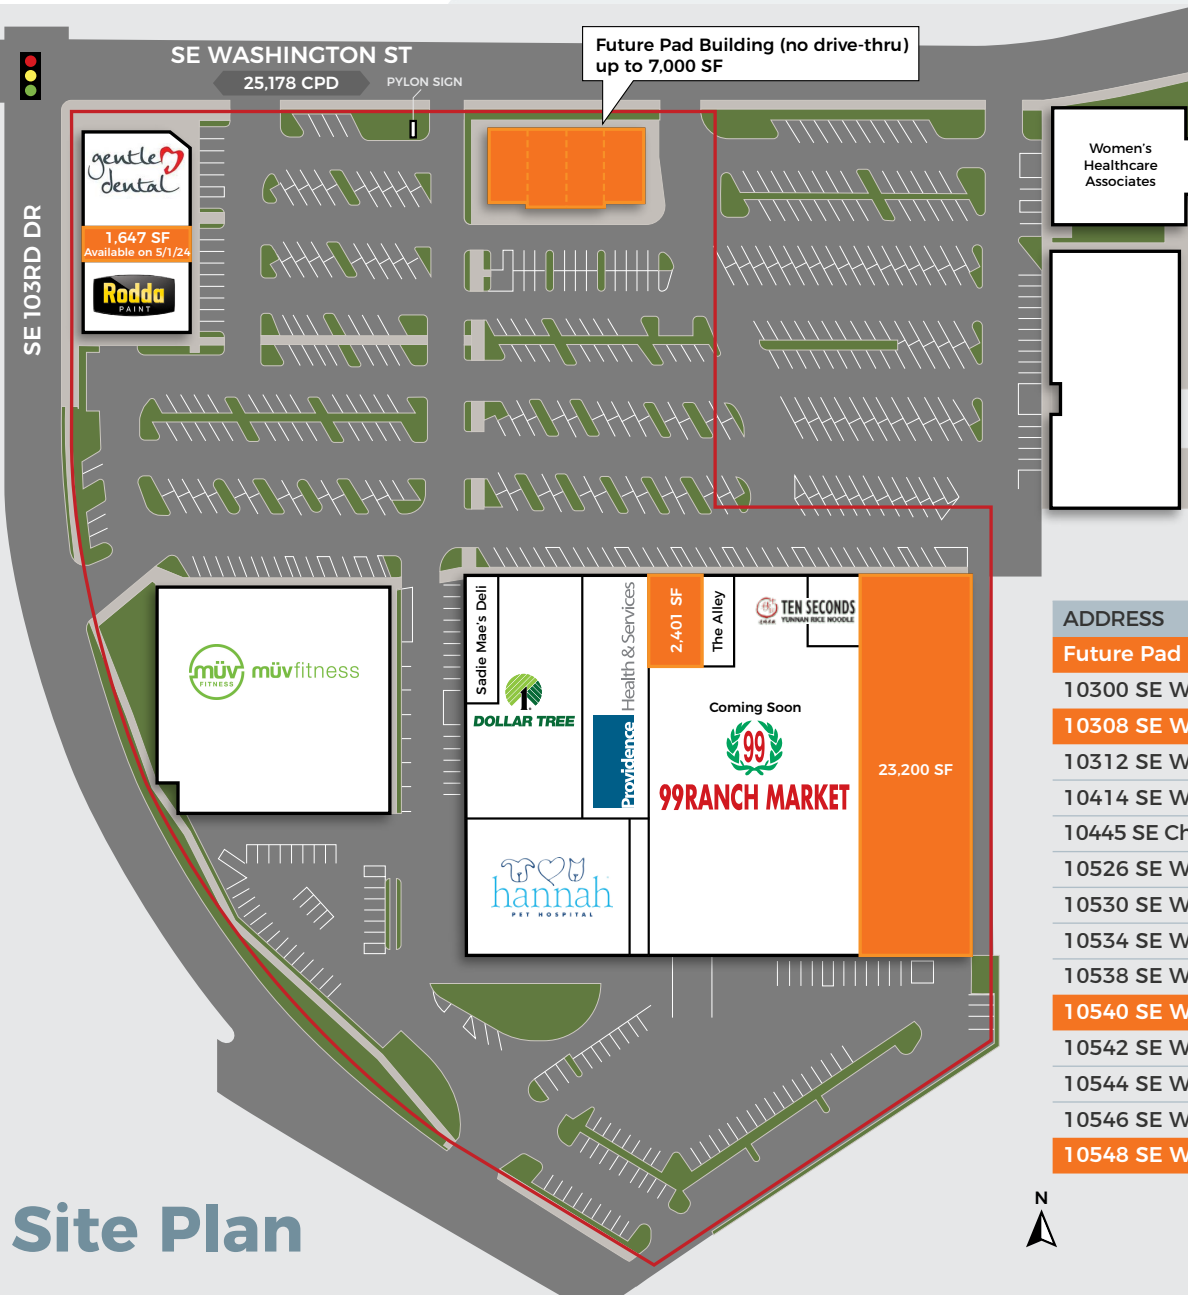 SE WASHINGTON ST
25,178 CPD
PYLON SIGN
Future Pad Building (no drive-thru)
up to 7,000 SF
SE 103RD DR
gentle
dental
1,647 SF
Available on 5/1/24
Rodda
PAINT
Women's
Healthcare
Associates
müv
FITNESS
müvfitness
Sadie Mae's Deli
DOLLAR TREE
Providence
Health & Services
2,401 SF
The Alley
TEN SECONDS
YUNNAN RICE NOODLE
Coming Soon
99
99RANCH MARKET
23,200 SF
hannah
PET HOSPITAL
ADDRESS
Future Pad
10300 SE W
10308 SE W
10312 SE W
10414 SE W
10445 SE Ch
10526 SE W
10530 SE W
10534 SE W
10538 SE W
10540 SE W
10542 SE W
10544 SE W
10546 SE W
10548 SE W
N
Site Plan